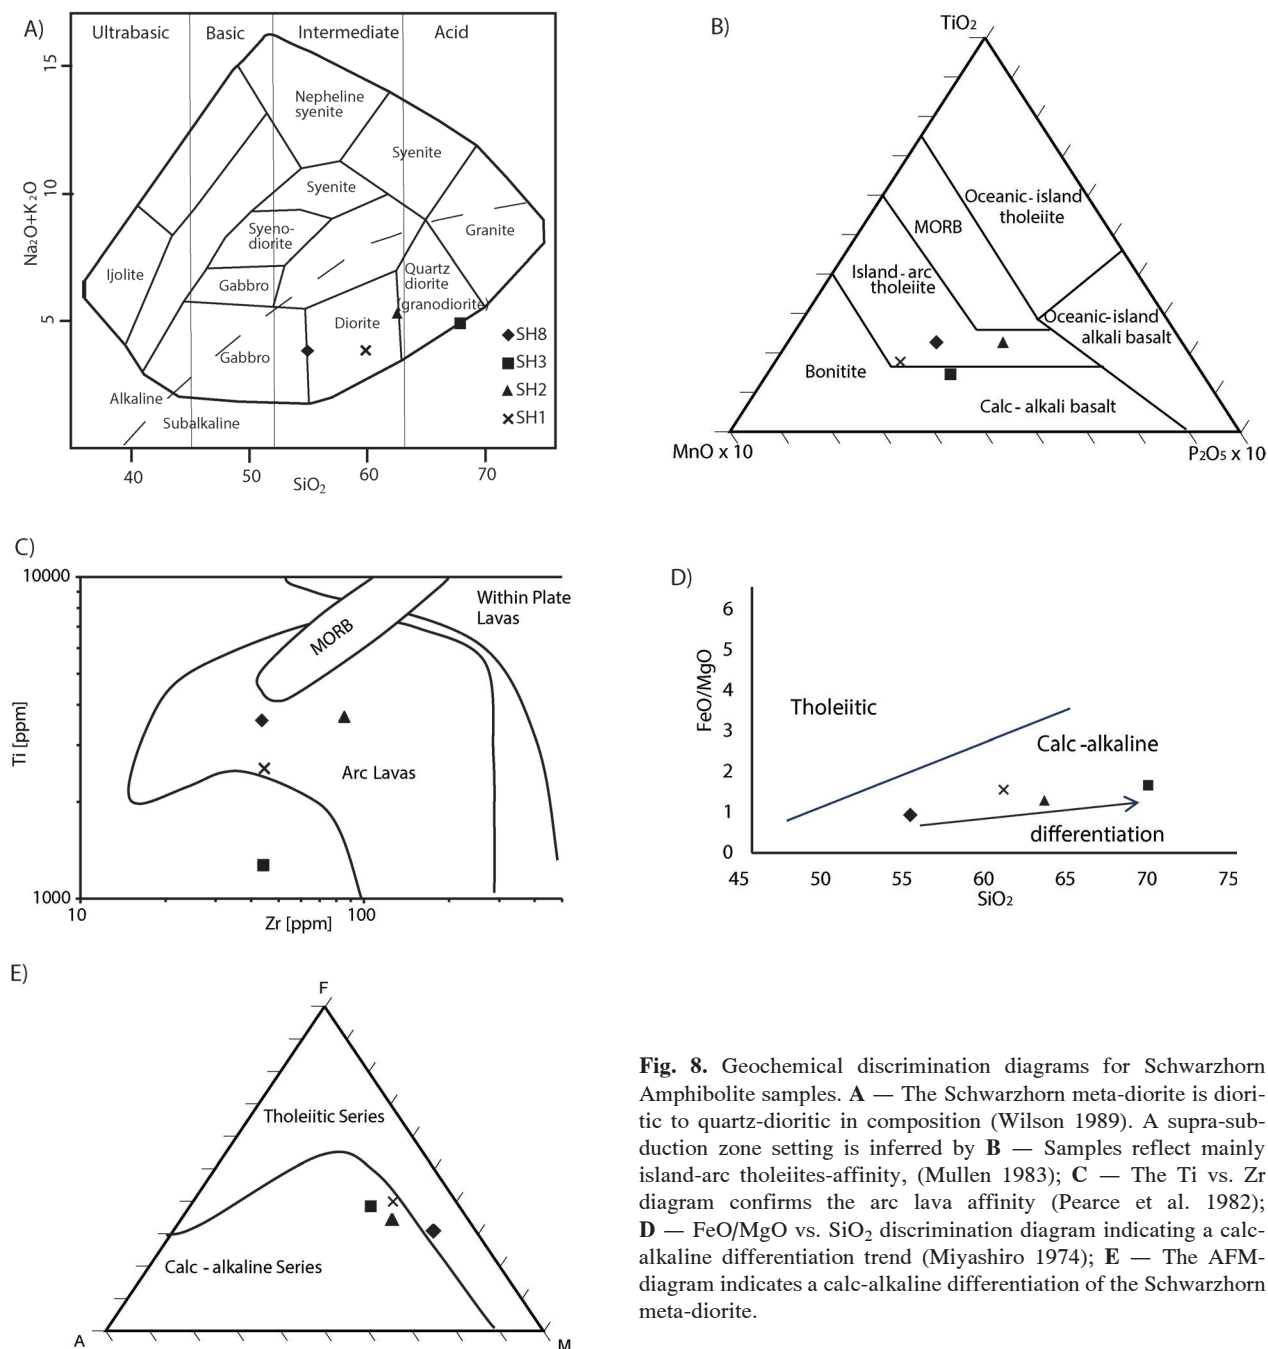 A)
Ultrabasic
Basic
Intermediate
Acid
15
10
5
Na₂O+K₂O
Nepheline
syenite
Syenite
Syenite
Syeno-
diorite
Granite
Ijolite
Gabbro
Quartz
diorite
(granodiorite)
Diorite
Gabbro
Alkaline
Subalkaline
SH8
SH3
SH2
SH1
40
50
60
70
SiO₂
B)
TiO₂
Oceanic-island
tholeiite
MORB
Island-arc
tholeiite
Oceanic-island
alkali basalt
Bonitite
Calc-alkali basalt
MnO x 10
P₂O₅ x 10
C)
10000
Within Plate
Lavas
MORB
Ti [ppm]
Arc Lavas
1000
10
Zr [ppm]
100
D)
6
5
4
3
2
1
0
FeO/MgO
Tholeiitic
Calc-alkaline
differentiation
45
50
55
60
65
70
75
SiO₂
E)
F
Tholeiitic Series
Calc-alkaline Series
A
M
Fig. 8. Geochemical discrimination diagrams for Schwarzhorn
Amphibolite samples. A — The Schwarzhorn meta-diorite is diori-
tic to quartz-dioritic in composition (Wilson 1989). A supra-sub-
duction zone setting is inferred by B — Samples reflect mainly
island-arc tholeiites-affinity, (Mullen 1983); C — The Ti vs. Zr
diagram confirms the arc lava affinity (Pearce et al. 1982);
D — FeO/MgO vs. SiO₂ discrimination diagram indicating a calc-
alkaline differentiation trend (Miyashiro 1974); E — The AFM-
diagram indicates a calc-alkaline differentiation of the Schwarzhorn
meta-diorite.